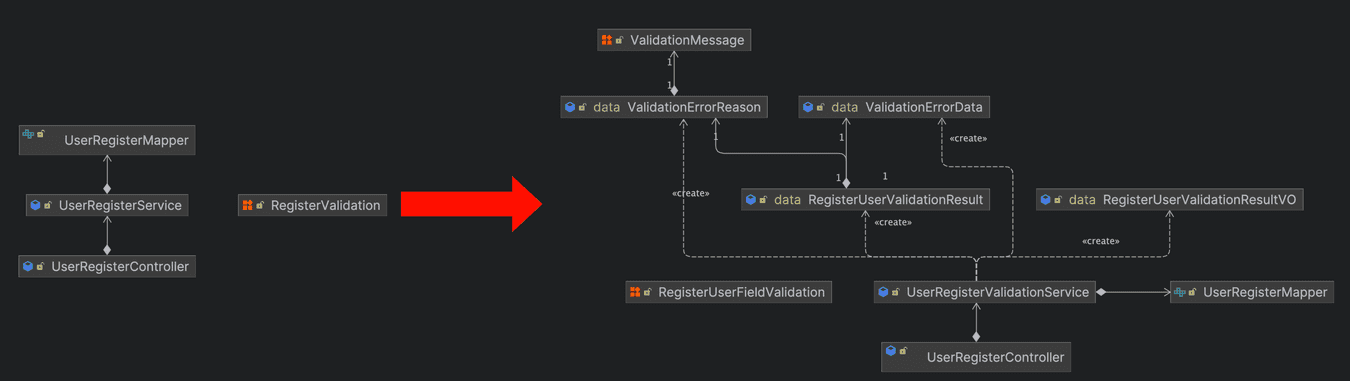 UserRegisterMapper
UserRegisterService
RegisterValidation
UserRegisterController
ValidationMessage
1
1
data ValidationErrorReason
data ValidationErrorData
«create»
1
1
1
1
«create»
data RegisterUserValidationResult
data RegisterUserValidationResultVO
«create»
«create»
RegisterUserFieldValidation
UserRegisterValidationService
UserRegisterMapper
UserRegisterController